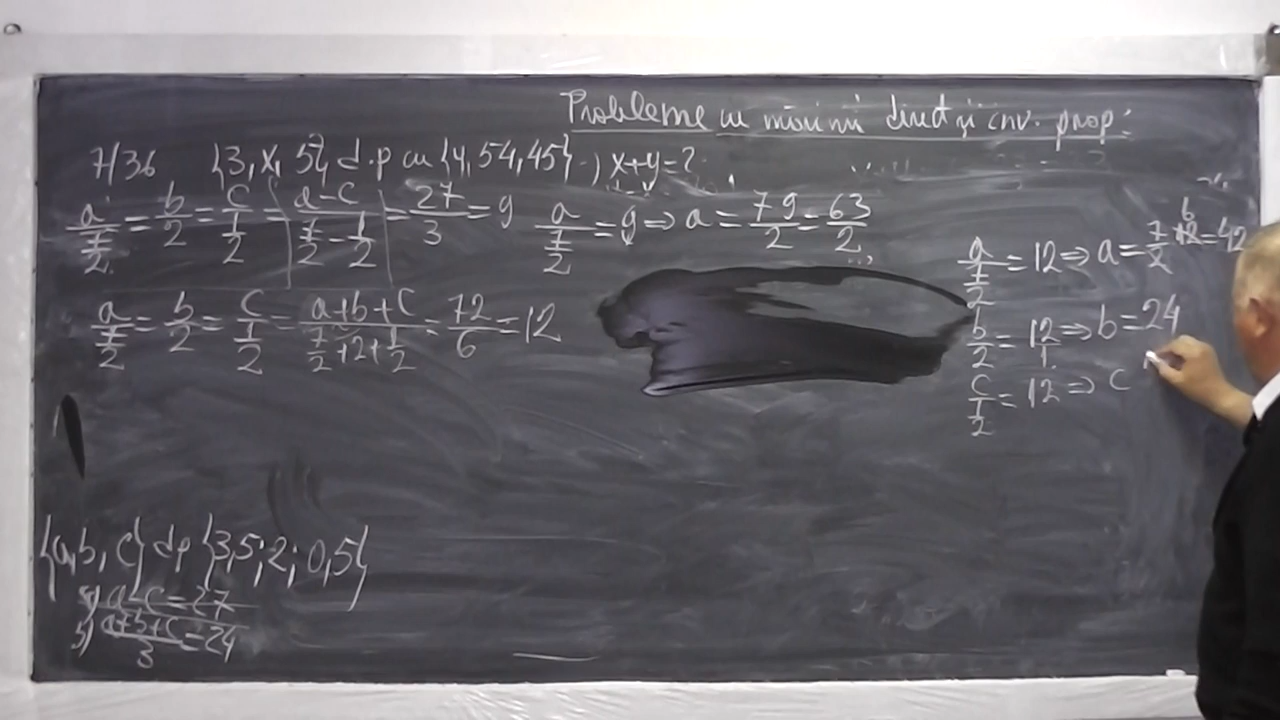 Probleme cu mărimi direct și inv. prop:
7/36 {3, x, 5} d.p cu {y, 54, 45} x+y=?
a/(7/2) = b/2 = c/(1/2) = (a-c)/(7/2 - 1/2) = 27/3 = 9 a/(7/2) = 9 ⇒ a = 7·9/2 = 63/2
a/(7/2) = b/2 = c/(1/2) = (a+b+c)/(7/2+2+1/2) = 72/6 = 12
a/(7/2) = 12 ⇒ a = 7/2 · 12 6 = 42
b/2 = 12/1 ⇒ b = 24
c/(1/2) = 12 ⇒ c
{a, b, c} dp {3,5; 2; 0,5}
a-c=27
b) (a+b+c)/3 = 24